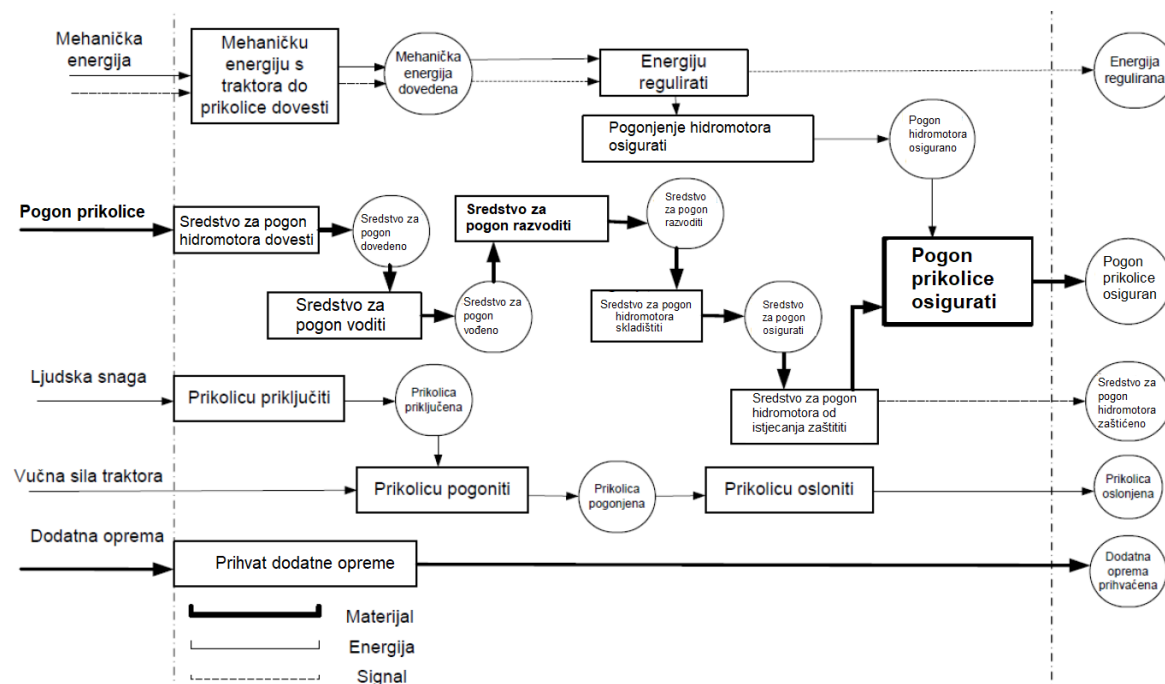 Mehanička
energija
Mehaničku
energiju s
traktora do
prikolice dovesti
Mehanička
energija
dovedena
Energiju
regulirati
Energija
regulirana
Pogonjenje hidromotora
osigurati
Pogon
hidromotora
osigurano
Pogon prikolice
Sredstvo za pogon
hidromotora dovesti
Sredstvo za
pogon
dovedeno
Sredstvo za
pogon razvoditi
Sredstvo
za pogon
razvoditi
Pogon
prikolice
osigurati
Pogon
prikolice
osiguran
Sredstvo za
pogon voditi
Sredstvo za
pogon
vođeno
Sredstvo za pogon
hidromotora
skladištiti
Sredstvo
za pogon
osigurati
Ljudska snaga
Prikolicu priključiti
Prikolica
priključena
Sredstvo za pogon
hidromotora od
istjecanja zaštititi
Sredstvo za
pogon
hidromotora
zaštićeno
Vučna sila traktora
Prikolicu pogoniti
Prikolica
pogonjena
Prikolicu osloniti
Prikolica
oslonjena
Dodatna oprema
Prihvat dodatne opreme
Dodatna
oprema
prihvaćena
Materijal
Energija
Signal